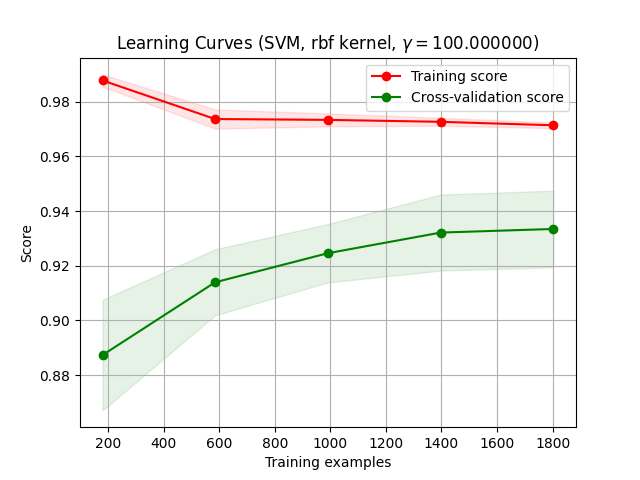 Learning Curves (SVM, rbf kernel, γ = 100.000000)
Training score
Cross-validation score
0.98
0.96
0.94
0.92
0.90
0.88
Score
200 400 600 800 1000 1200 1400 1600 1800
Training examples